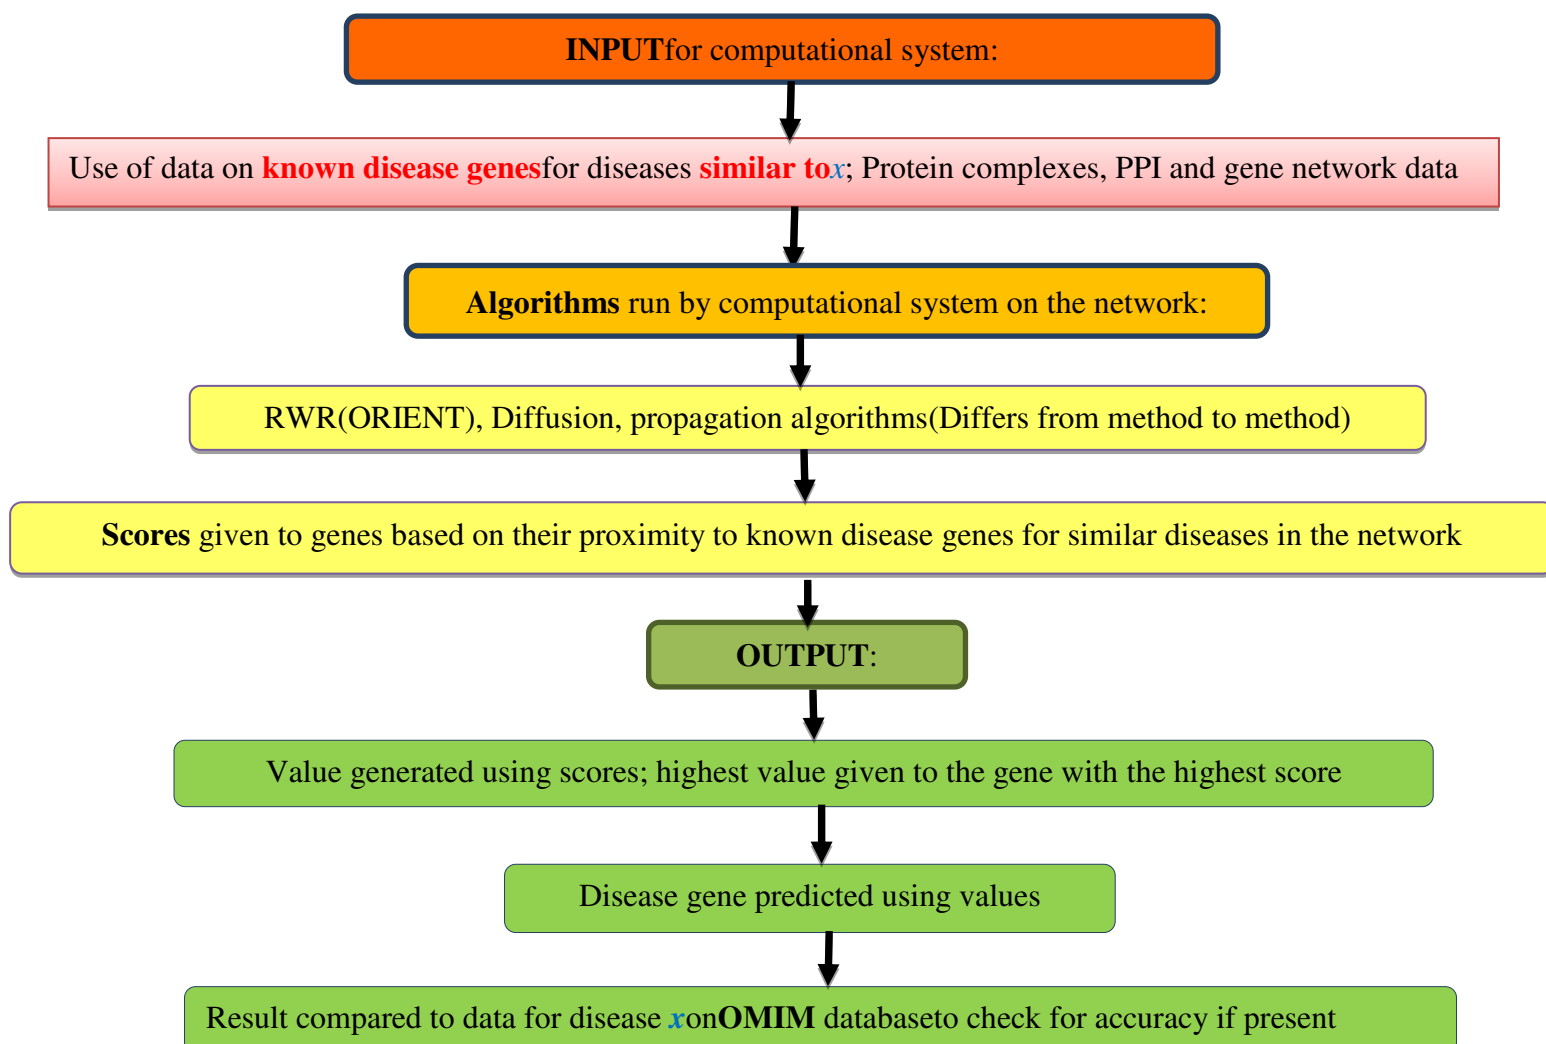 INPUTfor computational system:
Use of data on known disease genesfor diseases similar tox; Protein complexes, PPI and gene network data
Algorithms run by computational system on the network:
RWR(ORIENT), Diffusion, propagation algorithms(Differs from method to method)
Scores given to genes based on their proximity to known disease genes for similar diseases in the network
OUTPUT:
Value generated using scores; highest value given to the gene with the highest score
Disease gene predicted using values
Result compared to data for disease xonOMIM databaseto check for accuracy if present